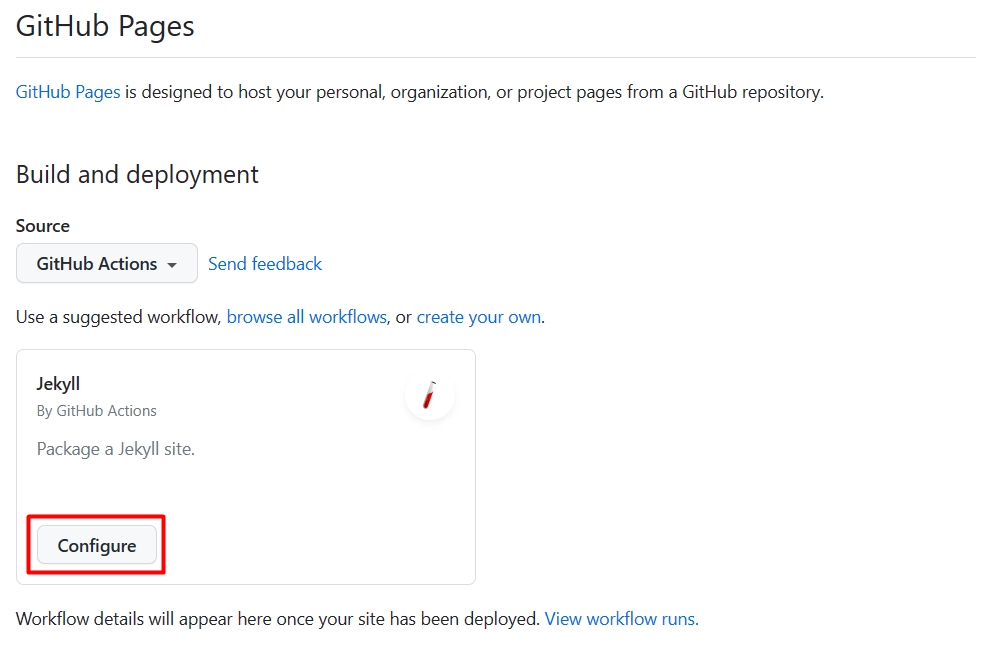 GitHub Pages
GitHub Pages is designed to host your personal, organization, or project pages from a GitHub repository.
Build and deployment
Source
GitHub Actions Send feedback
Use a suggested workflow, browse all workflows, or create your own.
Jekyll
By GitHub Actions
Package a Jekyll site.
Configure
Workflow details will appear here once your site has been deployed. View workflow runs.